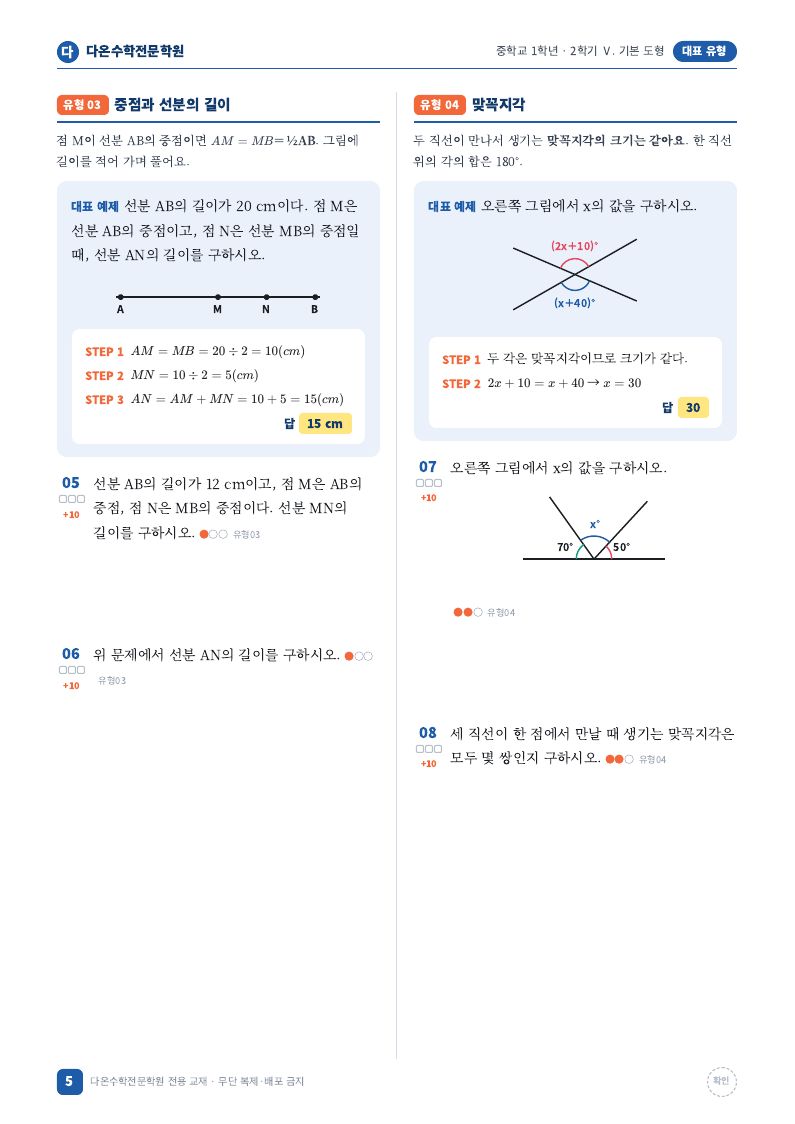 다 다온수학전문학원
중학교 1학년 · 2학기 Ⅴ. 기본 도형 대표 유형
유형 03 중점과 선분의 길이
점 M이 선분 AB의 중점이면 AM = MB=½AB. 그림에
길이를 적어 가며 풀어요.
대표 예제 선분 AB의 길이가 20 cm이다. 점 M은
선분 AB의 중점이고, 점 N은 선분 MB의 중점일
때, 선분 AN의 길이를 구하시오.
A M N B
STEP 1 AM = MB = 20 ÷ 2 = 10(cm)
STEP 2 MN = 10 ÷ 2 = 5(cm)
STEP 3 AN = AM + MN = 10 + 5 = 15(cm)
답 15 cm
05 선분 AB의 길이가 12 cm이고, 점 M은 AB의
중점, 점 N은 MB의 중점이다. 선분 MN의
+10
길이를 구하시오. 유형03
06 위 문제에서 선분 AN의 길이를 구하시오.
+10 유형03
유형 04 맞꼭지각
두 직선이 만나서 생기는 맞꼭지각의 크기는 같아요. 한 직선
위의 각의 합은 180°.
대표 예제 오른쪽 그림에서 x의 값을 구하시오.
(2x+10)°
(x+40)°
STEP 1 두 각은 맞꼭지각이므로 크기가 같다.
STEP 2 2x + 10 = x + 40 → x = 30
답 30
07 오른쪽 그림에서 x의 값을 구하시오.
+10
x°
70° 50°
유형04
08 세 직선이 한 점에서 만날 때 생기는 맞꼭지각은
모두 몇 쌍인지 구하시오. 유형04
+10
5 다온수학전문학원 전용 교재 · 무단 복제·배포 금지
확인